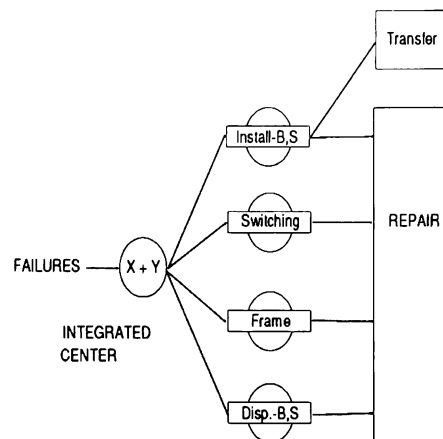 Transfer
Install-B,S
Switching
REPAIR
FAILURES
X + Y
INTEGRATED
CENTER
Frame
Disp.-B,S